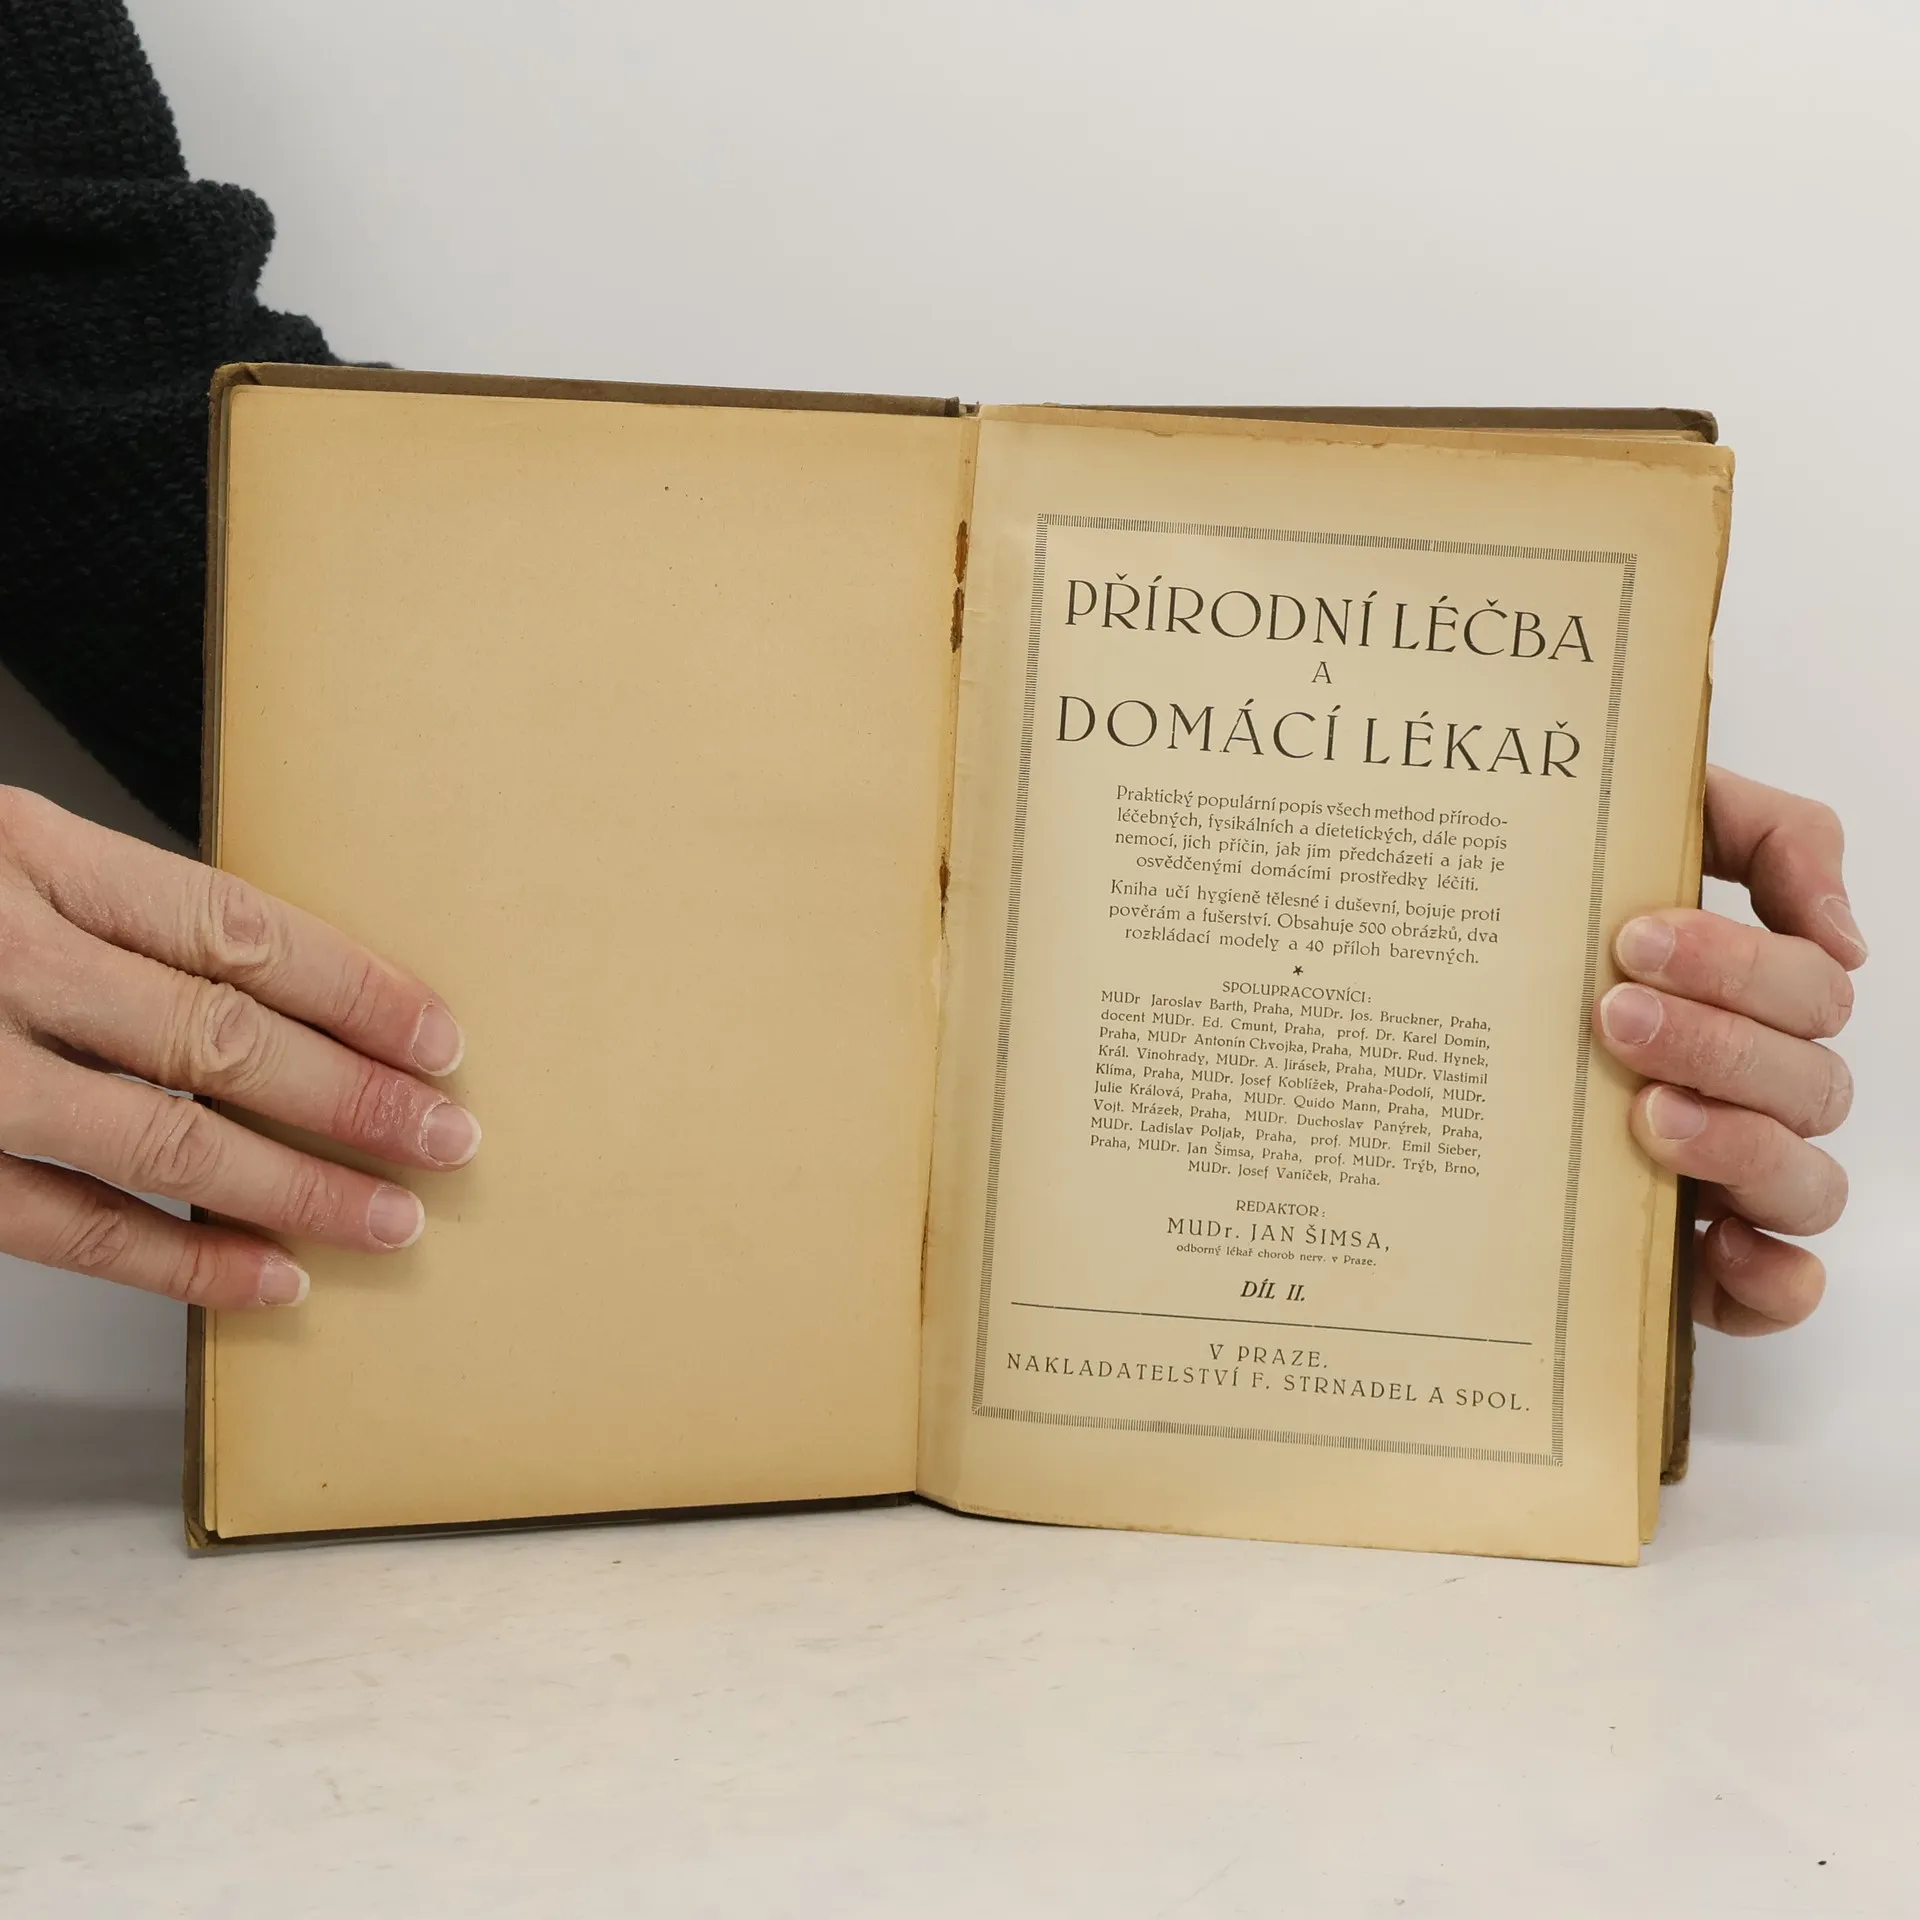 PŘÍRODNÍ LÉČBA
A
DOMÁCÍ LÉKAŘ
Praktický populární popis všech method přírodo-
léčebných, fysikálních a dietetických, dále popis
nemocí, jich příčin, jak jim předcházeti a jak je
osvědčenými domácími prostředky léčiti.
Kniha učí hygieně tělesné i duševní, bojuje proti
pověrám a fušerství. Obsahuje 500 obrázků, dva
rozkládací modely a 40 příloh barevných.
★
SPOLUPRACOVNÍCI:
MUDr Jaroslav Barth, Praha, MUDr. Jos. Bruckner, Praha,
docent MUDr. Ed. Cmunt, Praha, prof. Dr. Karel Domin,
Praha, MUDr Antonín Chvojka, Praha, MUDr. Rud. Hynek,
Král. Vinohrady, MUDr. A. Jirásek, Praha, MUDr. Vlastimil
Klíma, Praha, MUDr. Josef Koblížek, Praha-Podolí, MUDr.
Julie Králová, Praha, MUDr. Quido Mann, Praha, MUDr.
Vojt. Mrázek, Praha, MUDr. Duchoslav Panýrek, Praha,
MUDr. Ladislav Poljak, Praha, prof. MUDr. Emil Sieber,
Praha, MUDr. Jan Šimsa, Praha, prof. MUDr. Trýb, Brno,
MUDr. Josef Vaníček, Praha.
REDAKTOR:
MUDr. JAN ŠIMSA,
odborný lékař chorob nerv. v Praze.
DÍL II.
V PRAZE.
NAKLADATELSTVÍ F. STRNADEL A SPOL.